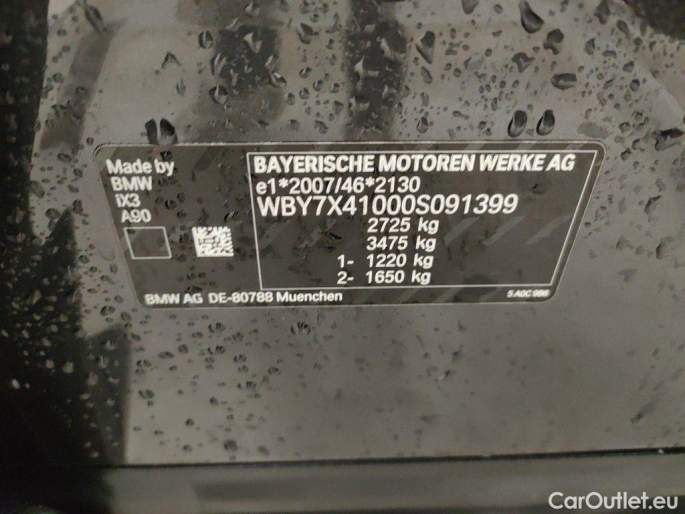 Made by
BMW
iX3
A90
BAYERISCHE MOTOREN WERKE AG
e1*2007/46*2130
WBY7X41000S091399
2725 kg
3475 kg
1- 1220 kg
2- 1650 kg
BMW AG DE-80788 Muenchen
CarOutlet.eu